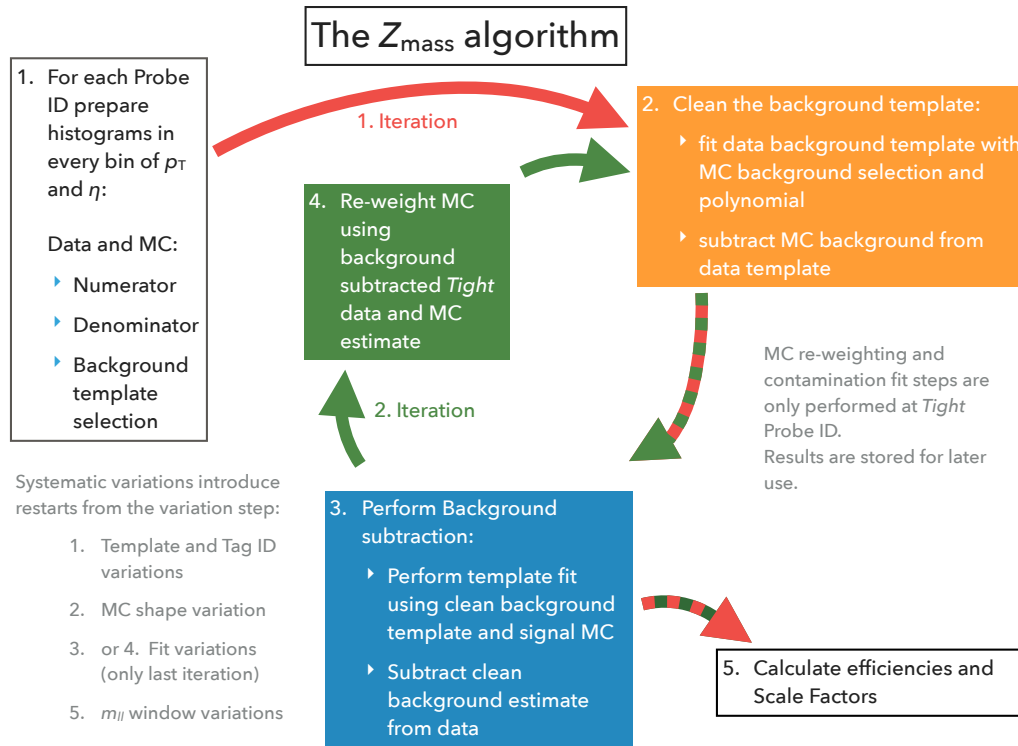 The Zmass algorithm
1. For each Probe
ID prepare
histograms in
every bin of pT
and η:
Data and MC:
Numerator
Denominator
Background
template
selection
1. Iteration
2. Clean the background template:
fit data background template with
MC background selection and
polynomial
subtract MC background from
data template
4. Re-weight MC
using
background
subtracted Tight
data and MC
estimate
2. Iteration
MC re-weighting and
contamination fit steps are
only performed at Tight
Probe ID.
Results are stored for later
use.
Systematic variations introduce
restarts from the variation step:
1. Template and Tag ID
variations
2. MC shape variation
3. or 4. Fit variations
(only last iteration)
5. mll window variations
3. Perform Background
subtraction:
Perform template fit
using clean background
template and signal MC
Subtract clean
background estimate
from data
5. Calculate efficiencies and
Scale Factors